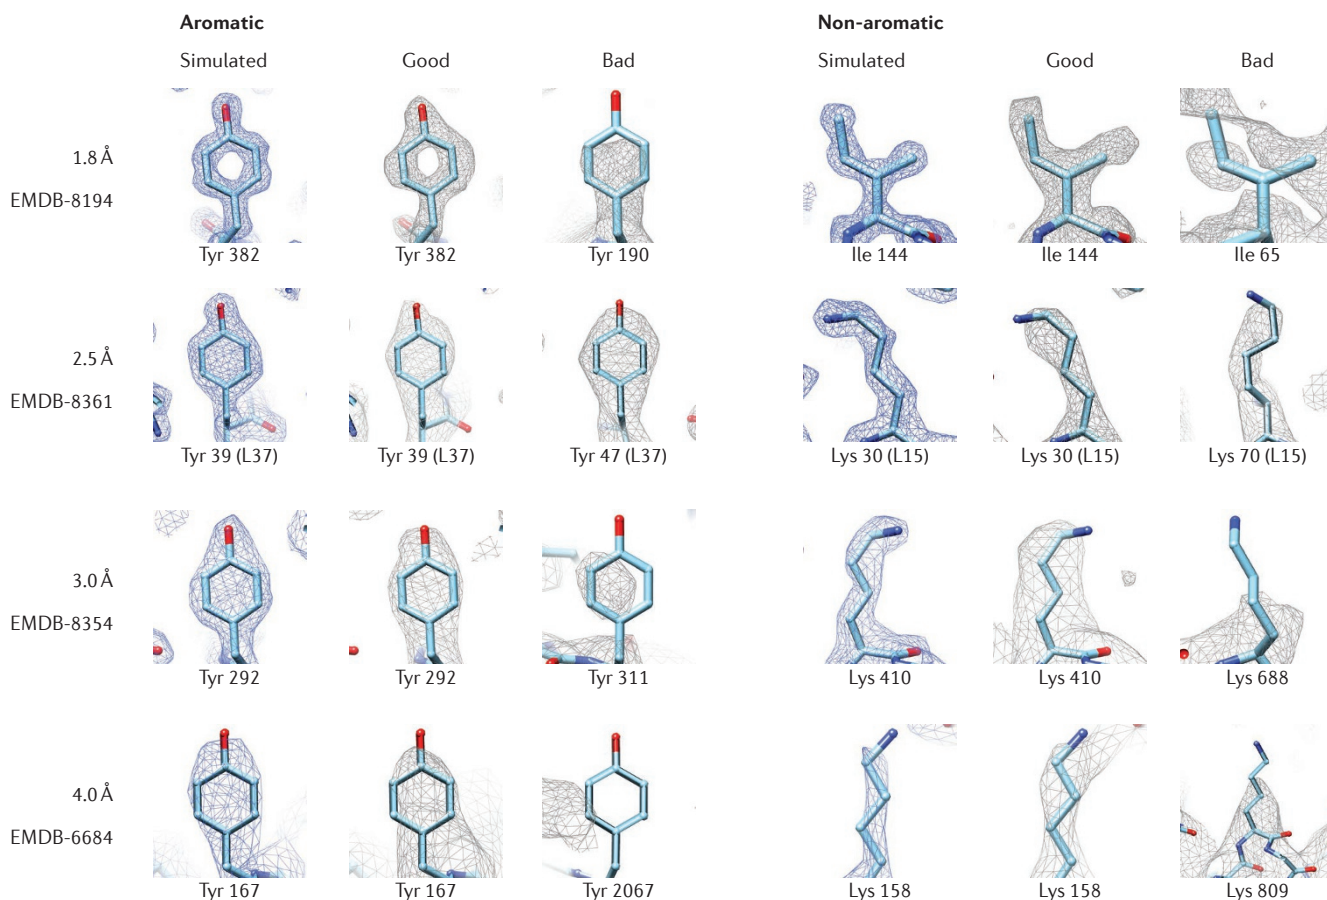 Aromatic Non-aromatic
Simulated Good Bad Simulated Good Bad
1.8 Å
EMDB-8194
Tyr 382 Tyr 382 Tyr 190 Ile 144 Ile 144 Ile 65
2.5 Å
EMDB-8361
Tyr 39 (L37) Tyr 39 (L37) Tyr 47 (L37) Lys 30 (L15) Lys 30 (L15) Lys 70 (L15)
3.0 Å
EMDB-8354
Tyr 292 Tyr 292 Tyr 311 Lys 410 Lys 410 Lys 688
4.0 Å
EMDB-6684
Tyr 167 Tyr 167 Tyr 2067 Lys 158 Lys 158 Lys 809